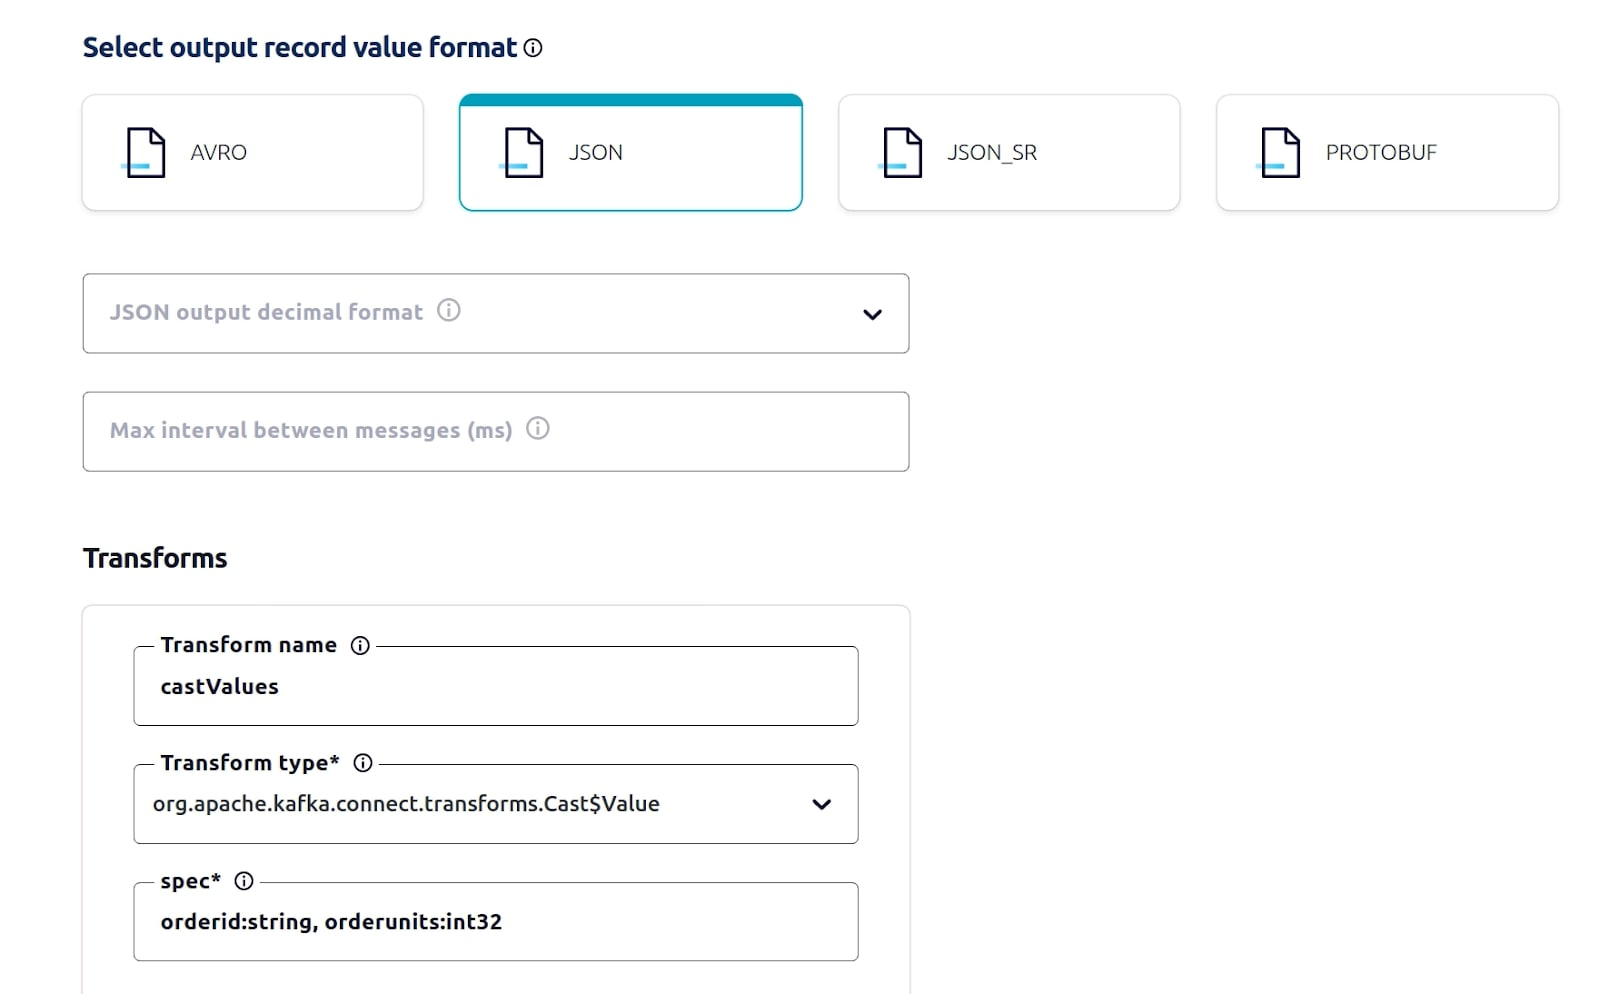 Select output record value format
AVRO
JSON
JSON_SR
PROTOBUF
JSON output decimal format
Max interval between messages (ms)
Transforms
Transform name
castValues
Transform type*
org.apache.kafka.connect.transforms.Cast$Value
spec*
orderid:string, orderunits:int32